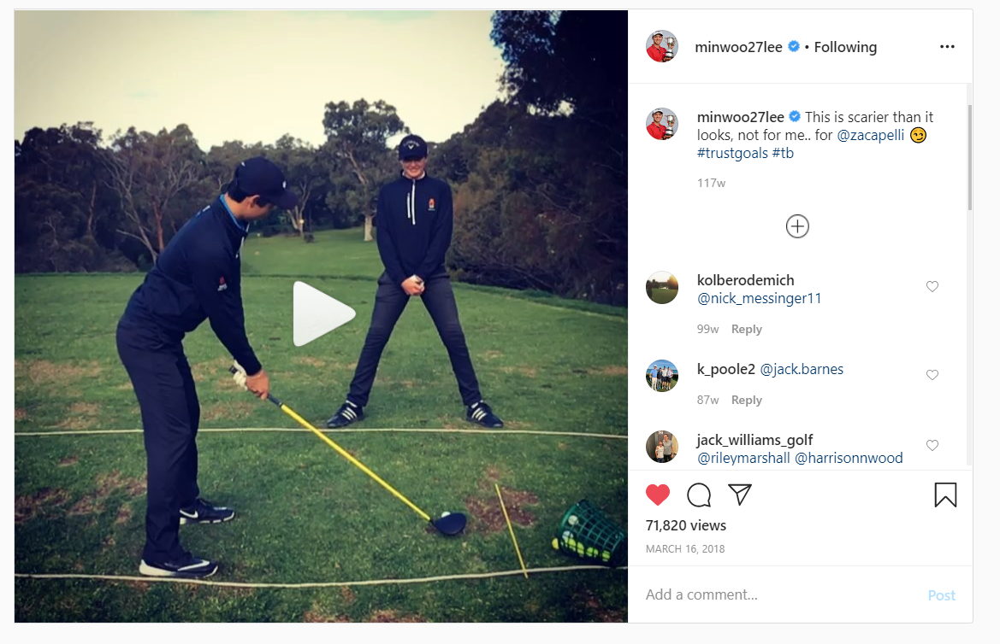 minwoo27lee • Following
minwoo27lee This is scarier than it
looks, not for me.. for @zacapelli 😏
#trustgoals #tb
117w
kolberodemich
@nick_messinger11
99w Reply
k_poole2 @jack.barnes
87w Reply
jack_williams_golf
@rileymarshall @harrisonnwood
71,820 views
MARCH 16, 2018
Add a comment...
Post